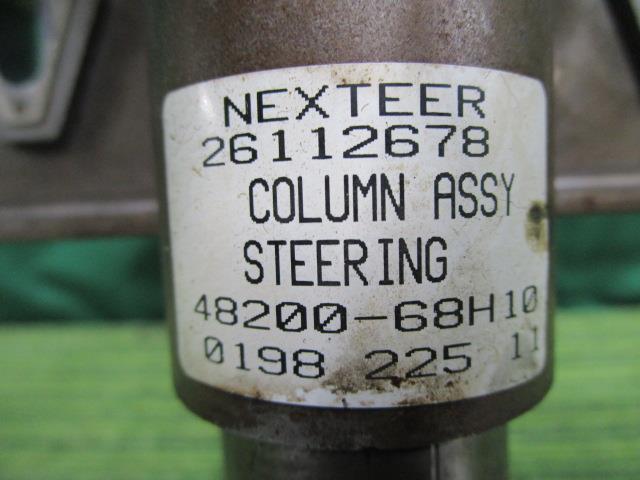 NEXTEER
26112678
COLUMN ASSY
STEERING
48200-68H10
0198 225 11